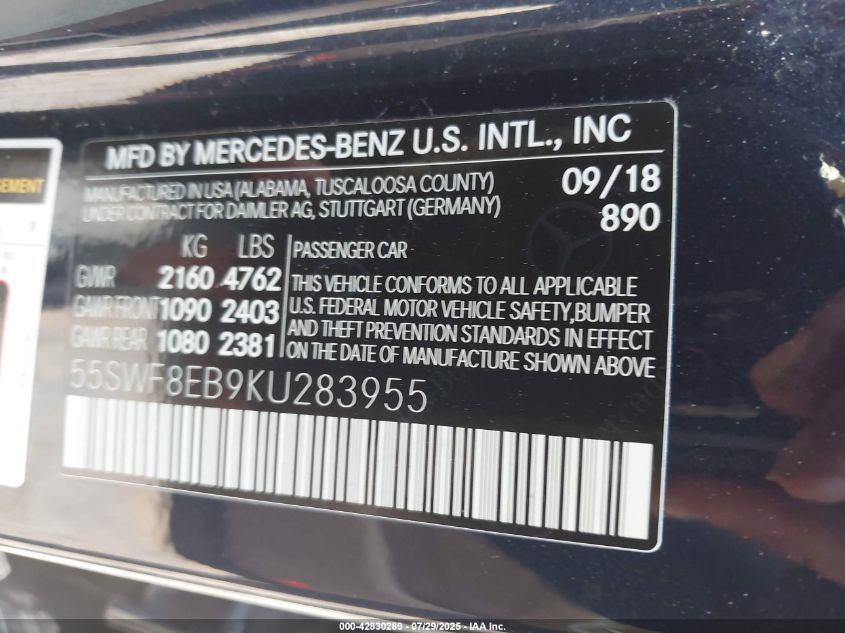 EMENT
MFD BY MERCEDES-BENZ U.S. INTL., INC
MANUFACTURED IN USA (ALABAMA, TUSCALOOSA COUNTY)
UNDER CONTRACT FOR DAIMLER AG, STUTTGART (GERMANY)
09/18
890
KG LBS
GVWR 2160 4762
GAWR FRONT 1090 2403
GAWR REAR 1080 2381
PASSENGER CAR
THIS VEHICLE CONFORMS TO ALL APPLICABLE
U.S. FEDERAL MOTOR VEHICLE SAFETY,BUMPER
AND THEFT PREVENTION STANDARDS IN EFFECT
ON THE DATE OF MANUFACTURE SHOWN ABOVE
55SWF8EB9KU283955
000-42830289 - 07/29/2025 - IAA Inc.